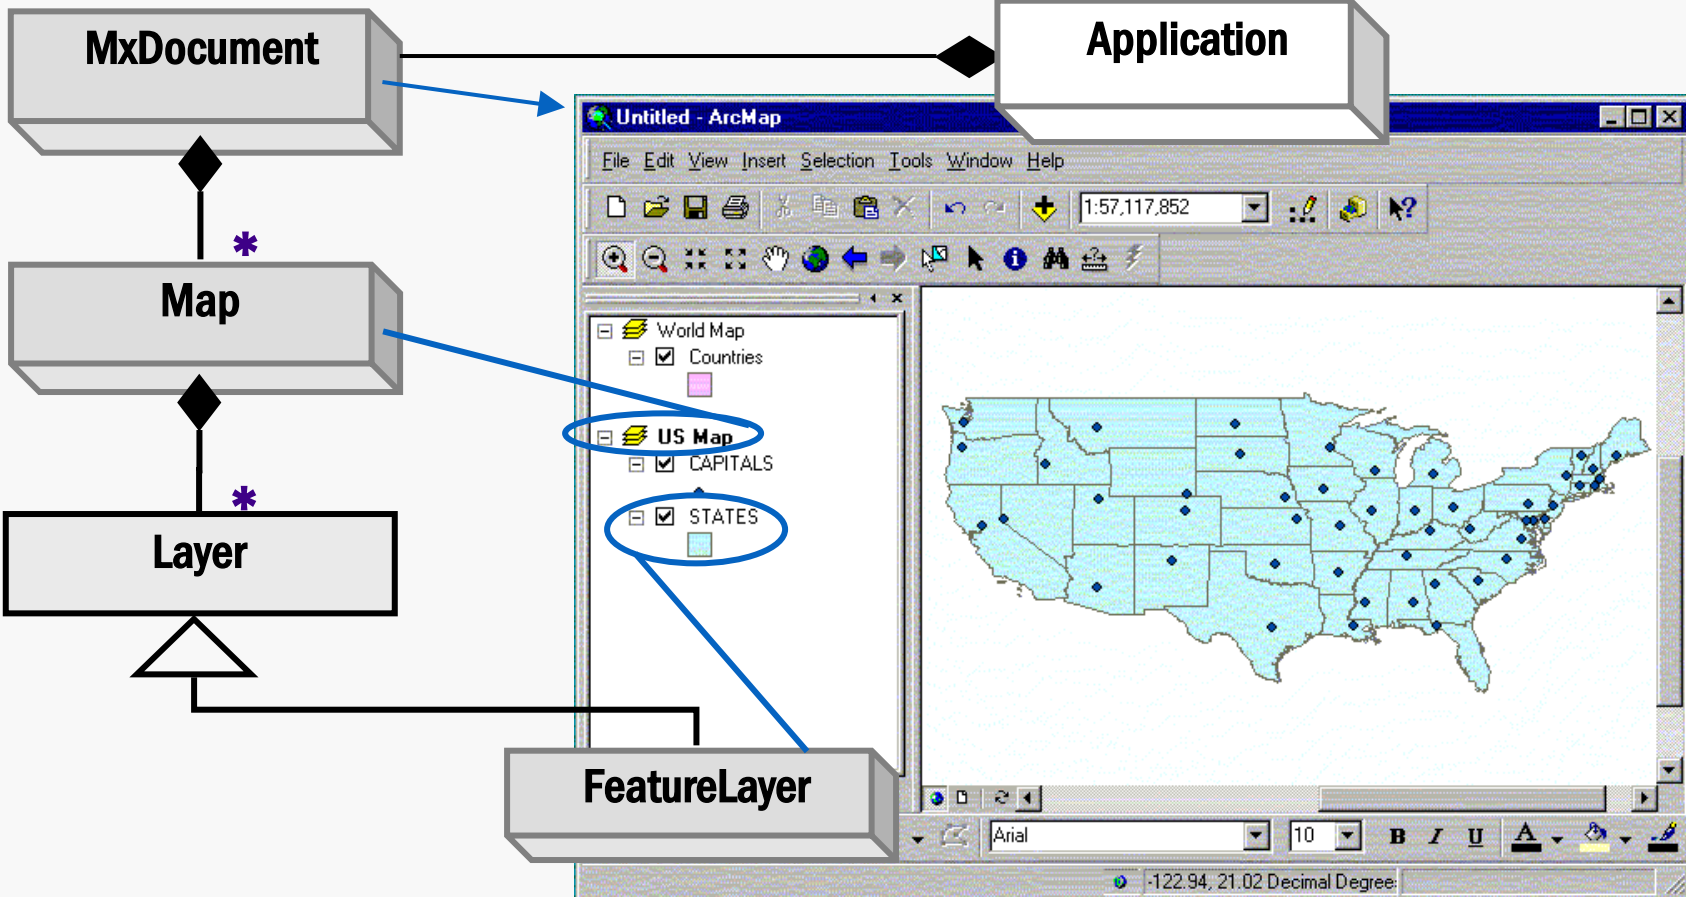 MxDocument
Application
Untitled - ArcMap
File Edit View Insert Selection Tools Window Help
1:57,117,852
*
Map
World Map
Countries
US Map
CAPITALS
*
STATES
Layer
FeatureLayer
Arial 10 B I U A
-122.94, 21.02 Decimal Degree